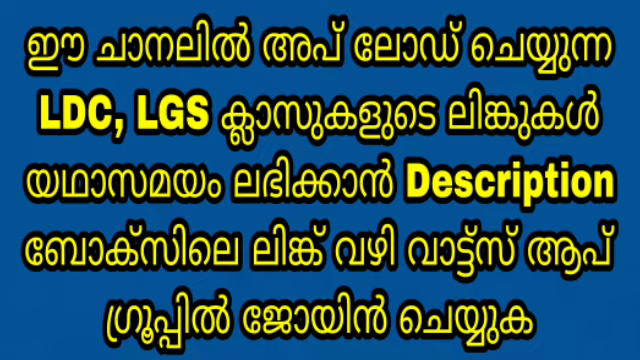 ഈ ചാനലിൽ അപ് ലോഡ് ചെയ്യുന്ന
LDC, LGS ക്ലാസുകളുടെ ലിങ്കുകൾ
യഥാസമയം ലഭിക്കാൻ Description
ബോക്സിലെ ലിങ്ക് വഴി വാട്ട്സ് ആപ്
ഗ്രൂപ്പിൽ ജോയിൻ ചെയ്യുക